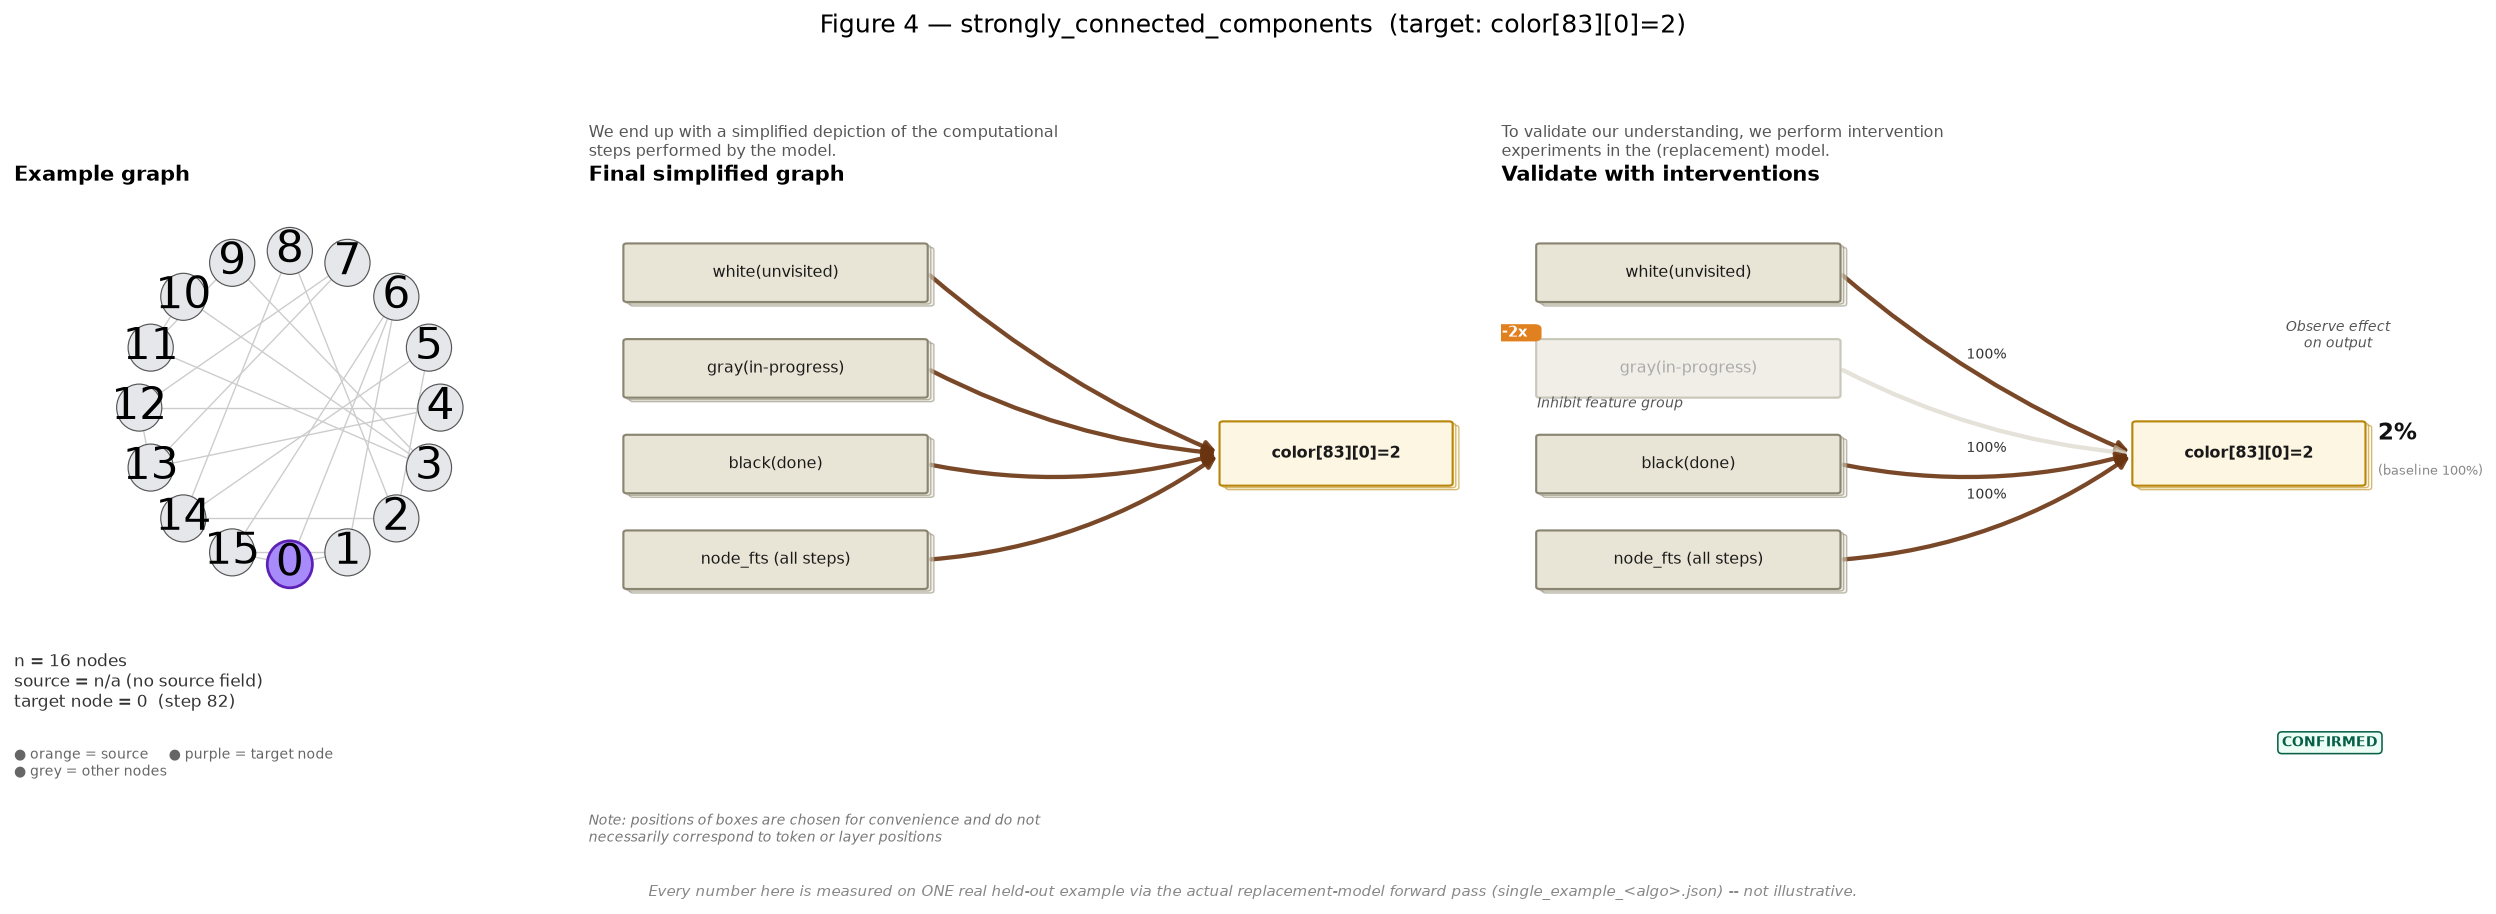 Figure 4 — strongly_connected_components  (target: color[83][0]=2)
Example graph
8
9
7
10
6
11
5
12
4
13
3
14
2
15
0
1
n = 16 nodes
source = n/a (no source field)
target node = 0  (step 82)
● orange = source     ● purple = target node
● grey = other nodes
We end up with a simplified depiction of the computational
steps performed by the model.
Final simplified graph
white(unvisited)
gray(in-progress)
black(done)
node_fts (all steps)
color[83][0]=2
Note: positions of boxes are chosen for convenience and do not
necessarily correspond to token or layer positions
To validate our understanding, we perform intervention
experiments in the (replacement) model.
Validate with interventions
white(unvisited)
-2x
gray(in-progress)
Inhibit feature group
black(done)
node_fts (all steps)
100%
100%
100%
Observe effect
on output
color[83][0]=2
2%
(baseline 100%)
CONFIRMED
Every number here is measured on ONE real held-out example via the actual replacement-model forward pass (single_example_<algo>.json) -- not illustrative.